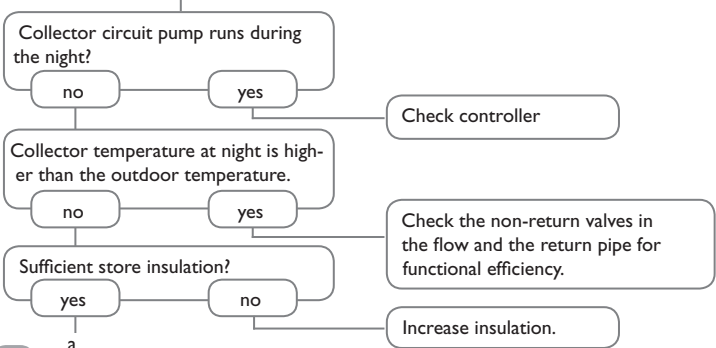 Collector circuit pump runs during
the night?
no
yes
Check controller
Collector temperature at night is high-
er than the outdoor temperature.
no
yes
Check the non-return valves in
the flow and the return pipe for
functional efficiency.
Sufficient store insulation?
yes
no
Increase insulation.
a